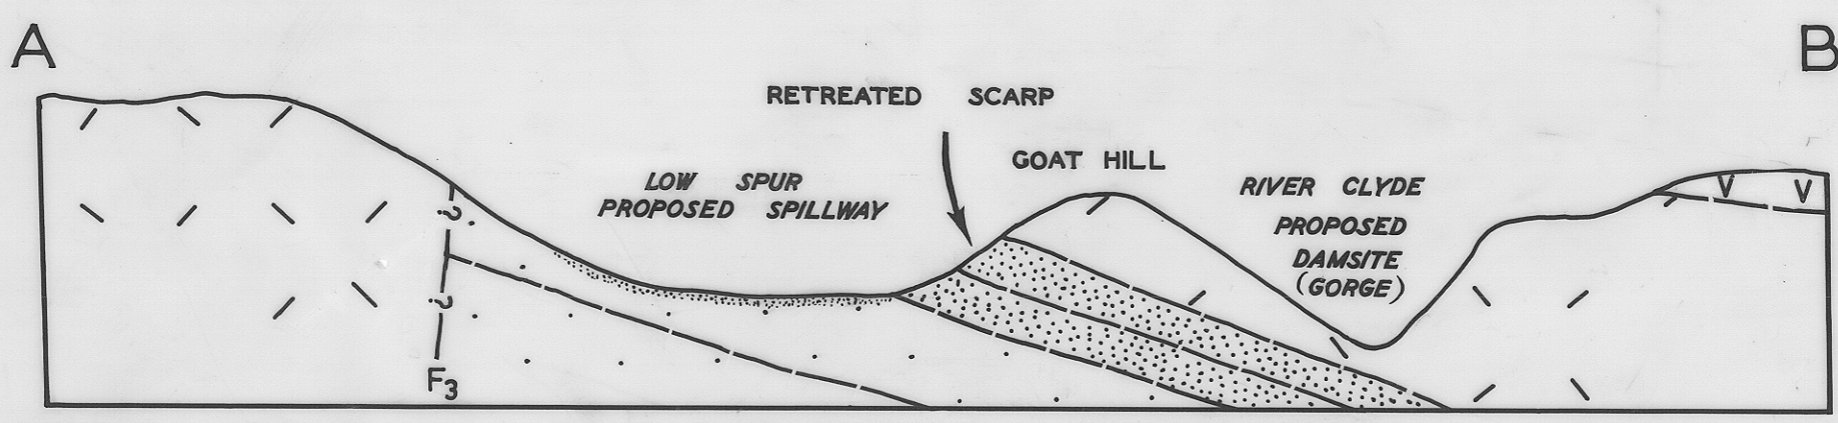 A
B
RETREATED SCARP
GOAT HILL
LOW SPUR
PROPOSED SPILLWAY
RIVER CLYDE
PROPOSED
DAMSITE
(GORGE)
V V
?
?
F3